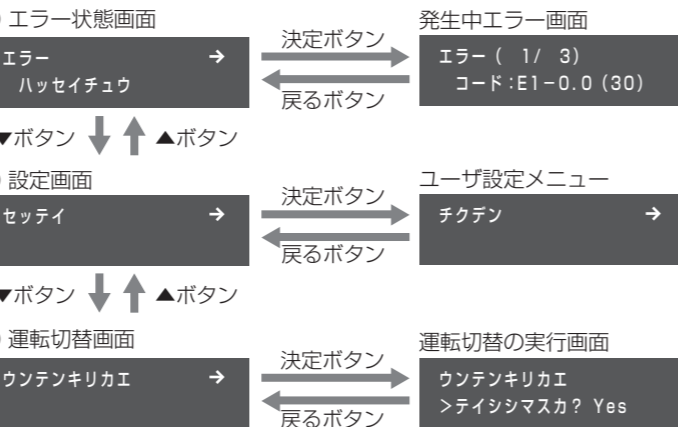 エラー状態画面
発生中エラー画面
エラー →
ハッセイチュウ
決定ボタン
戻るボタン
エラー ( 1/ 3)
コード:E1-0.0 (30)
▼ボタン ▲ボタン
設定画面
ユーザ設定メニュー
セッテイ →
決定ボタン
戻るボタン
チクデン →
▼ボタン ▲ボタン
運転切替画面
運転切替の実行画面
ウンテンキリカエ →
決定ボタン
戻るボタン
ウンテンキリカエ
>テイシシマスカ? Yes